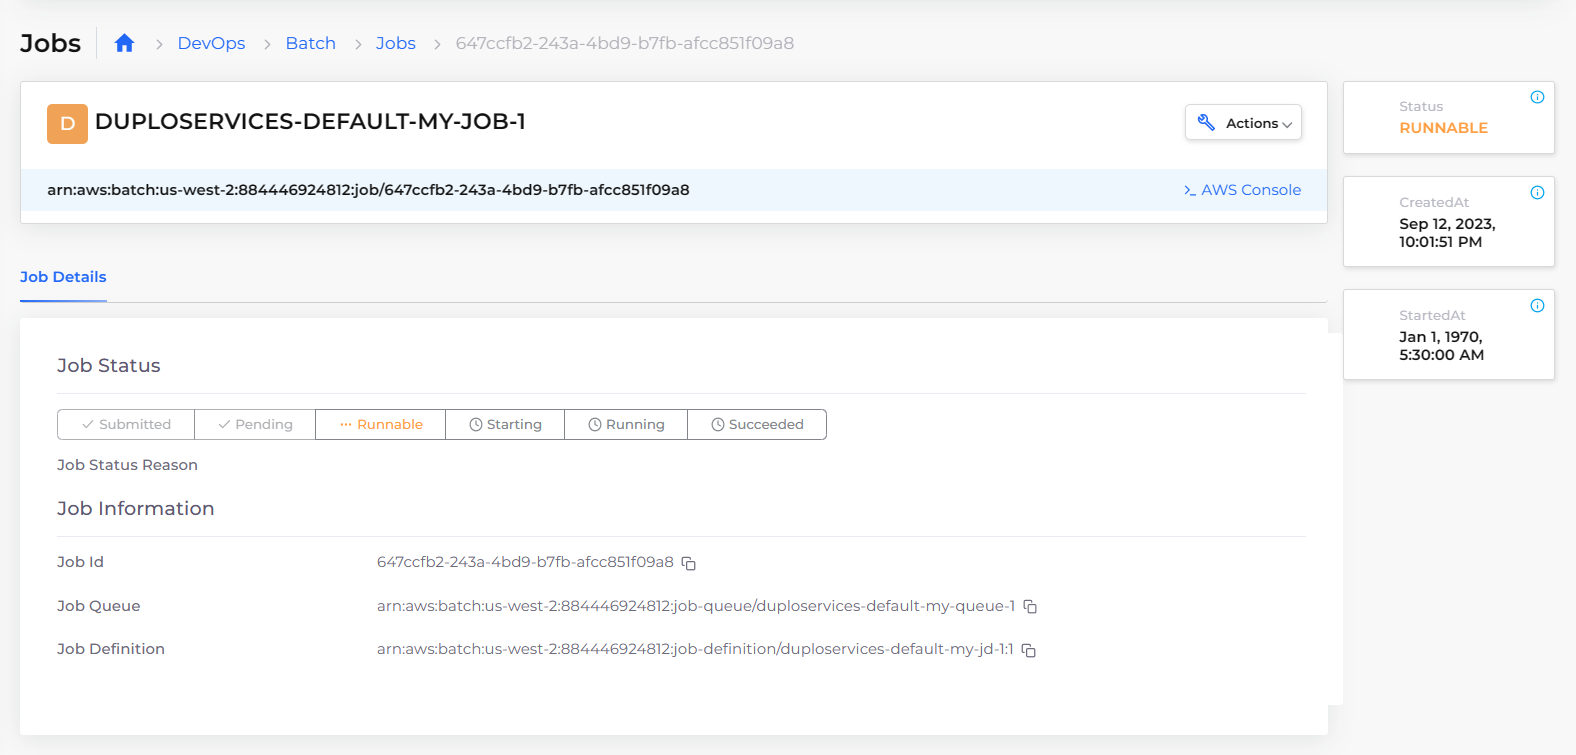 Jobs
DevOps > Batch > Jobs > 647ccfb2-243a-4bd9-b7fb-afcc851f09a8
D
DUPLOSERVICES-DEFAULT-MY-JOB-1
Actions
arn:aws:batch:us-west-2:884446924812:job/647ccfb2-243a-4bd9-b7fb-afcc851f09a8
>_ AWS Console
Status
RUNNABLE
CreatedAt
Sep 12, 2023,
10:01:51 PM
StartedAt
Jan 1, 1970,
5:30:00 AM
Job Details
Job Status
Submitted Pending Runnable Starting Running Succeeded
Job Status Reason
Job Information
Job Id 647ccfb2-243a-4bd9-b7fb-afcc851f09a8
Job Queue arn:aws:batch:us-west-2:884446924812:job-queue/duploservices-default-my-queue-1
Job Definition arn:aws:batch:us-west-2:884446924812:job-definition/duploservices-default-my-jd-1:1